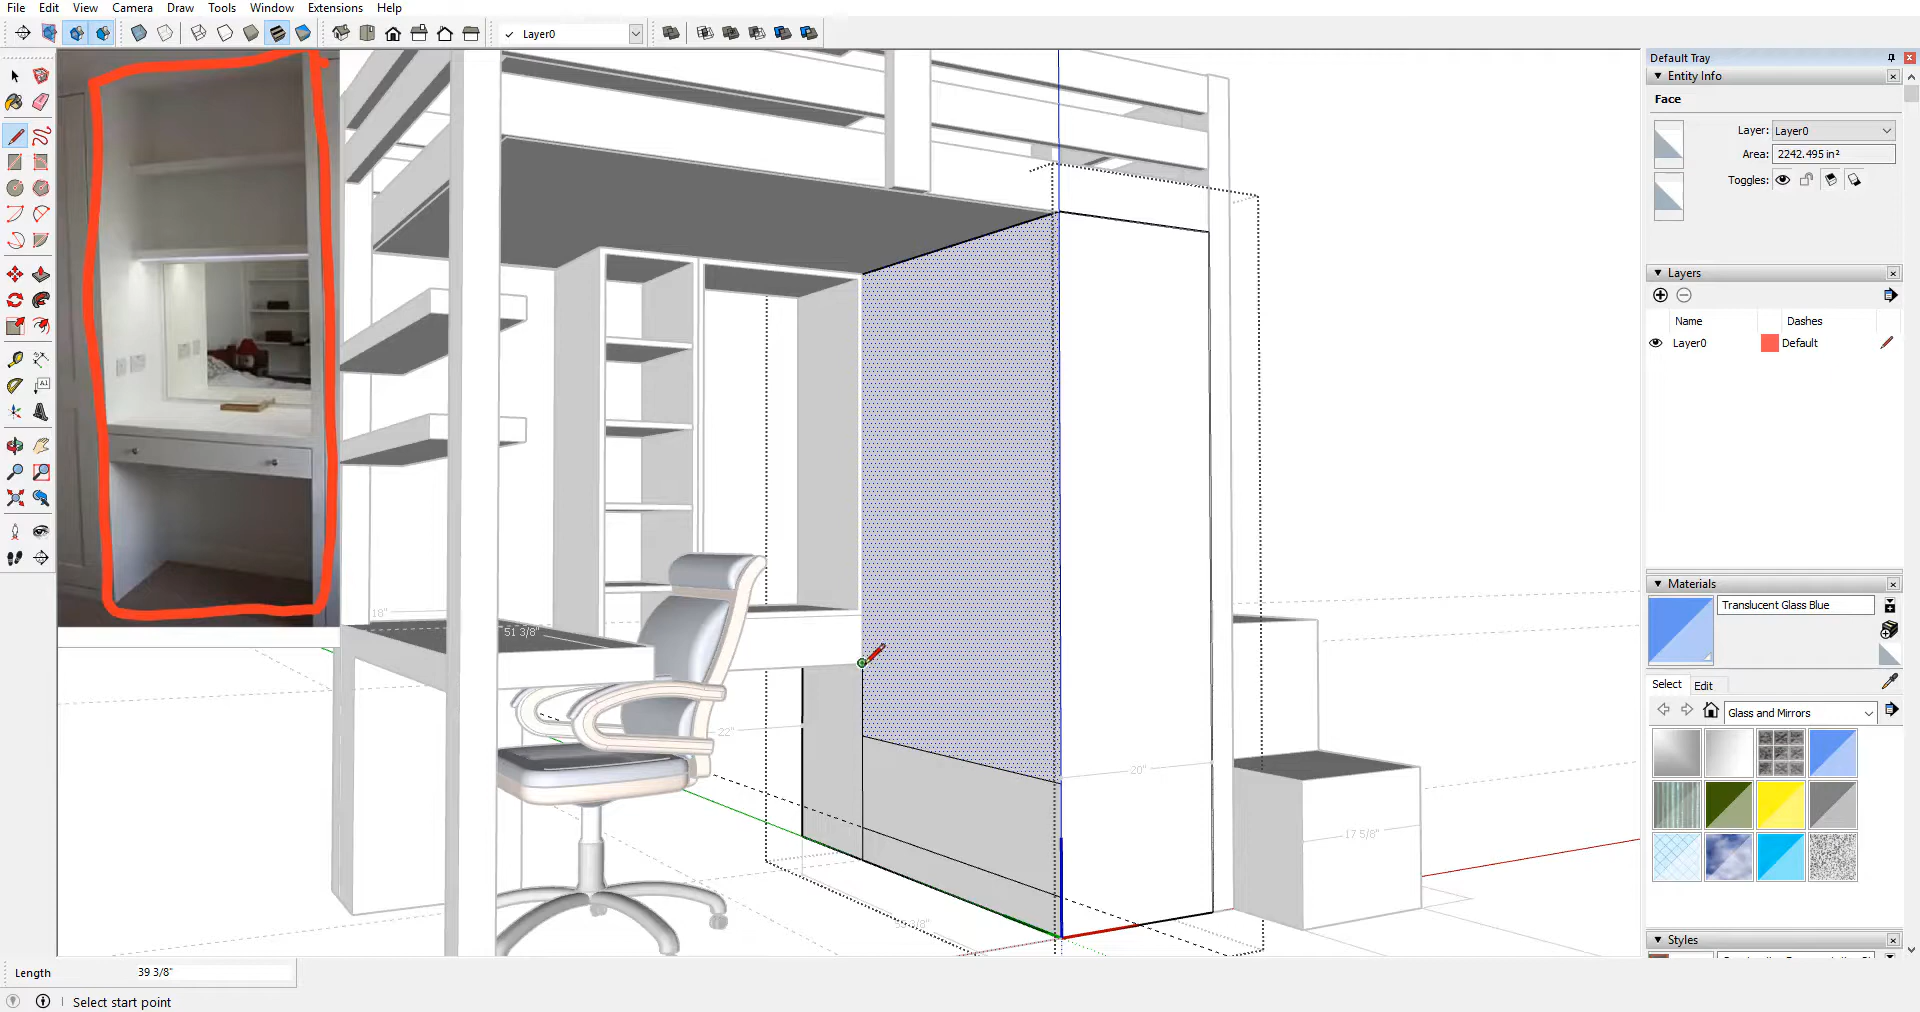 File Edit View Camera Draw Tools Window Extensions Help
Layer0
Default Tray
Entity Info
Face
Layer: Layer0
Area: 2242.495 in²
Toggles:
Layers
Name Dashes
Layer0 Default
Materials
Translucent Glass Blue
Select Edit
Glass and Mirrors
Styles
18"
51 3/8"
22"
20"
17 5/8"
Length 39 3/8"
Select start point